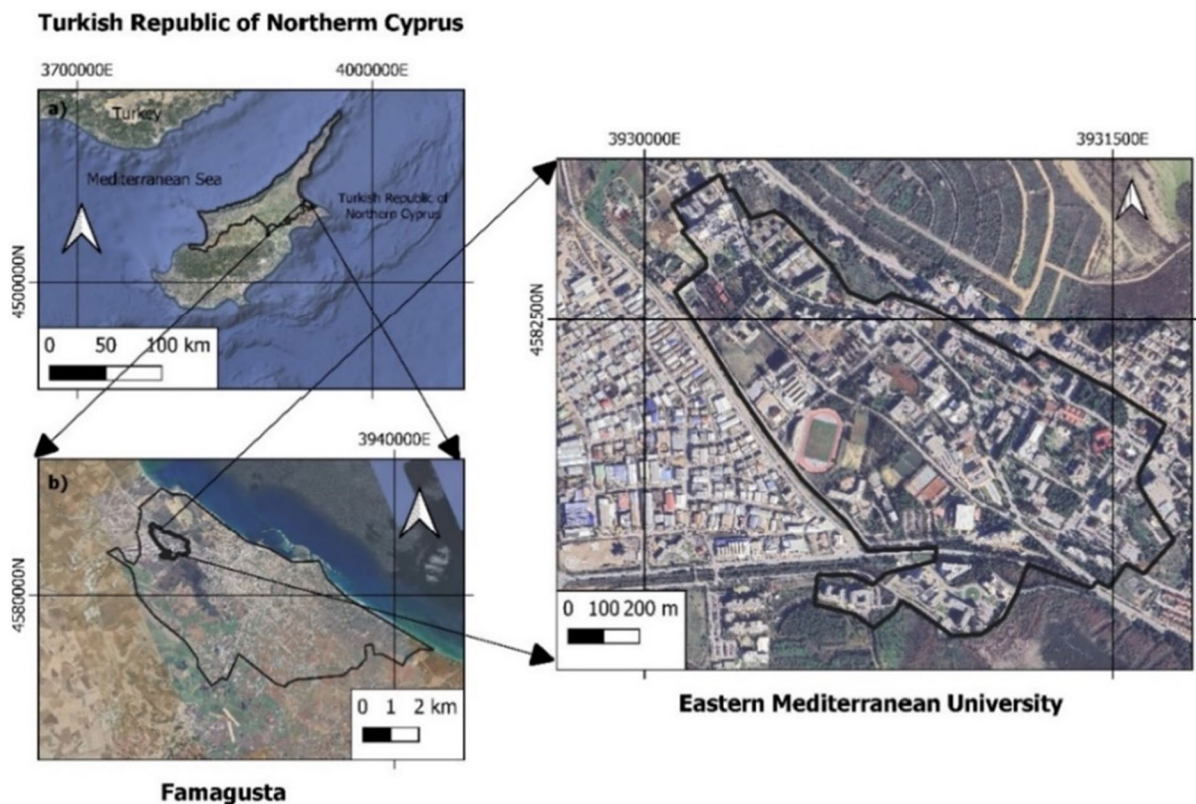 Turkish Republic of Northerm Cyprus
3700000E
4000000E
a)
Turkey
Mediterranean Sea
Turkish Republic of
Northern Cyprus
4500000N
0 50 100 km
3930000E
3931500E
4582500N
0 100 200 m
Eastern Mediterranean University
3940000E
b)
4580000N
0 1 2 km
Famagusta